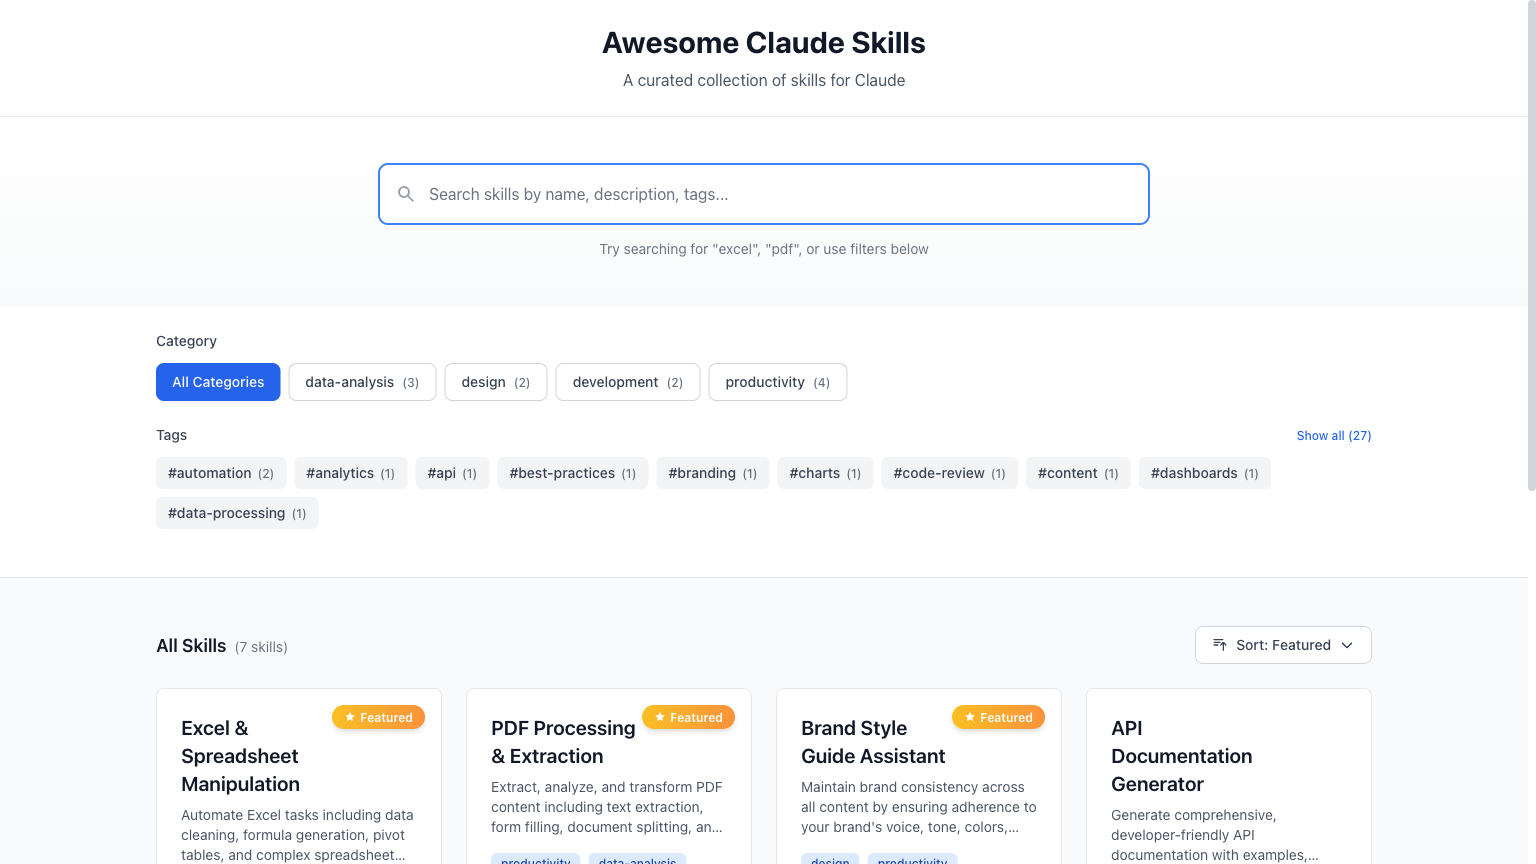 Awesome Claude Skills
A curated collection of skills for Claude
Search skills by name, description, tags...
Try searching for "excel", "pdf", or use filters below
Category
All Categories
data-analysis (3)
design (2)
development (2)
productivity (4)
Tags
Show all (27)
#automation (2)
#analytics (1)
#api (1)
#best-practices (1)
#branding (1)
#charts (1)
#code-review (1)
#content (1)
#dashboards (1)
#data-processing (1)
All Skills (7 skills)
Sort: Featured
Featured
Excel &
Spreadsheet
Manipulation
Automate Excel tasks including data
cleaning, formula generation, pivot
tables, and complex spreadsheet...
Featured
PDF Processing
& Extraction
Extract, analyze, and transform PDF
content including text extraction,
form filling, document splitting, an...
productivity
data-analysis
Featured
Brand Style
Guide Assistant
Maintain brand consistency across
all content by ensuring adherence to
your brand's voice, tone, colors,...
design
productivity
API
Documentation
Generator
Generate comprehensive,
developer-friendly API
documentation with examples,...